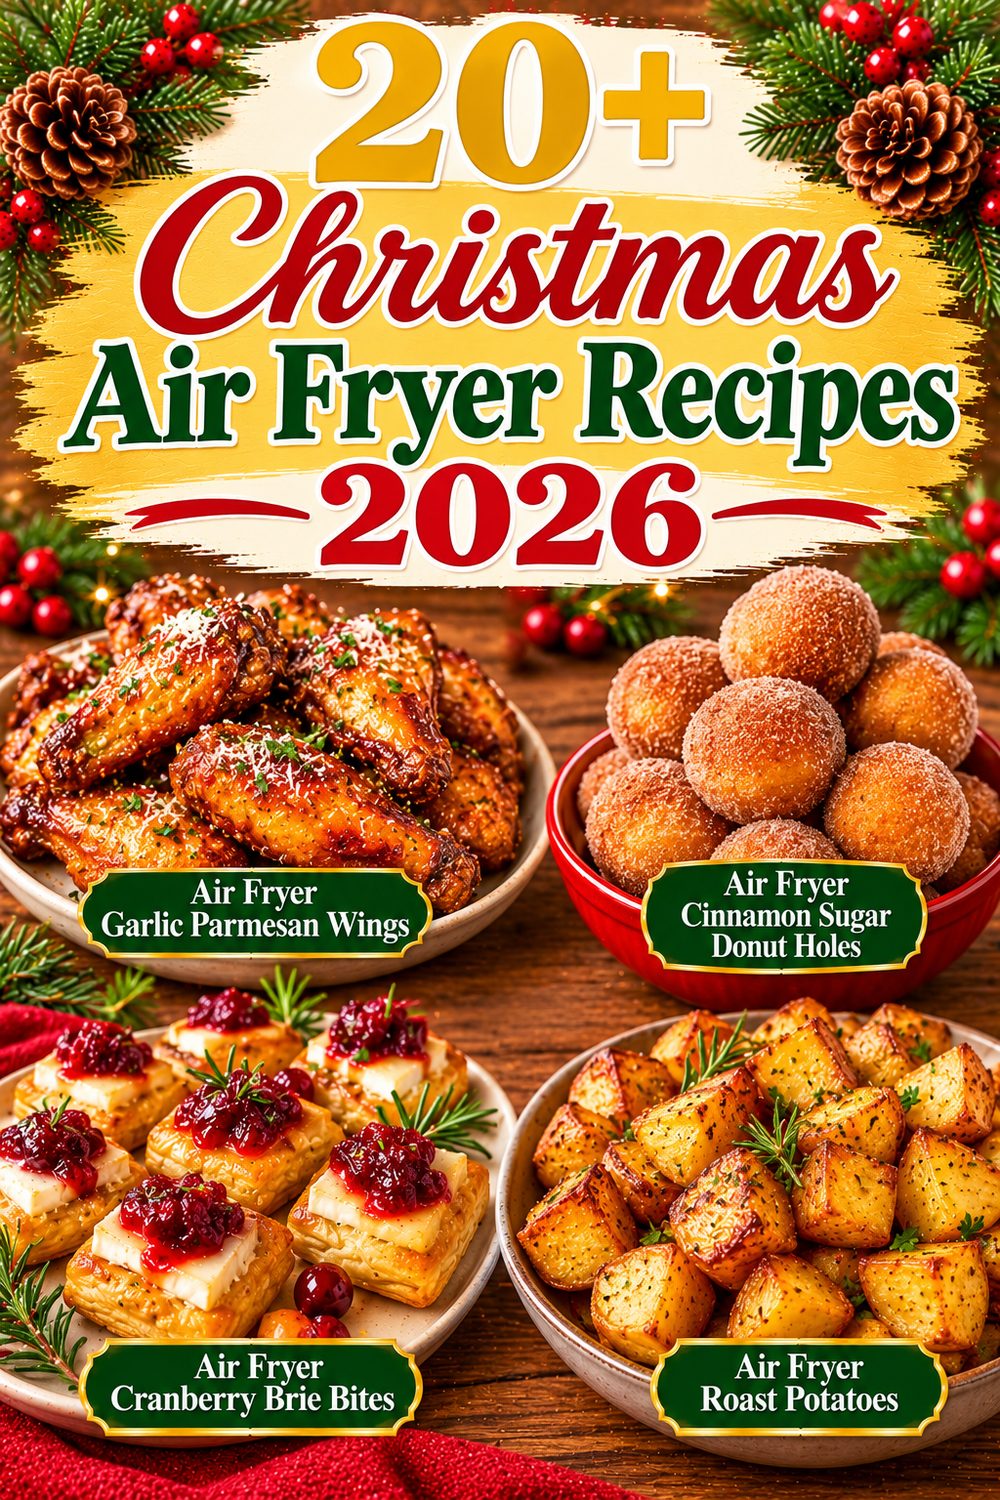 20+
Christmas
Air Fryer Recipes
2026
Air Fryer
Garlic Parmesan Wings
Air Fryer
Cinnamon Sugar
Donut Holes
Air Fryer
Cranberry Brie Bites
Air Fryer
Roast Potatoes